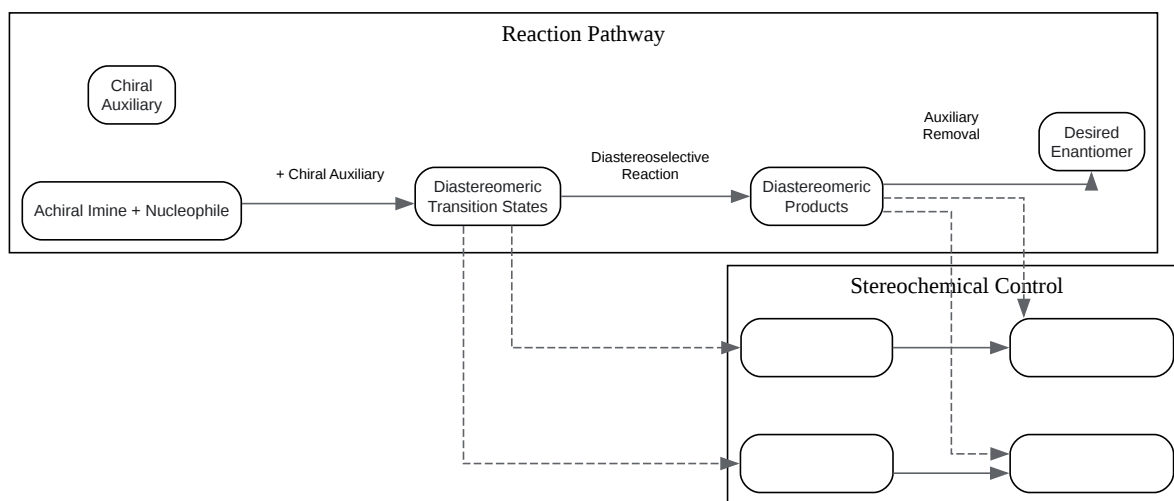 Reaction Pathway
Chiral
Auxiliary
Achiral Imine + Nucleophile
+ Chiral Auxiliary
Diastereomeric
Transition States
Diastereoselective
Reaction
Diastereomeric
Products
Auxiliary
Removal
Desired
Enantiomer
Stereochemical Control